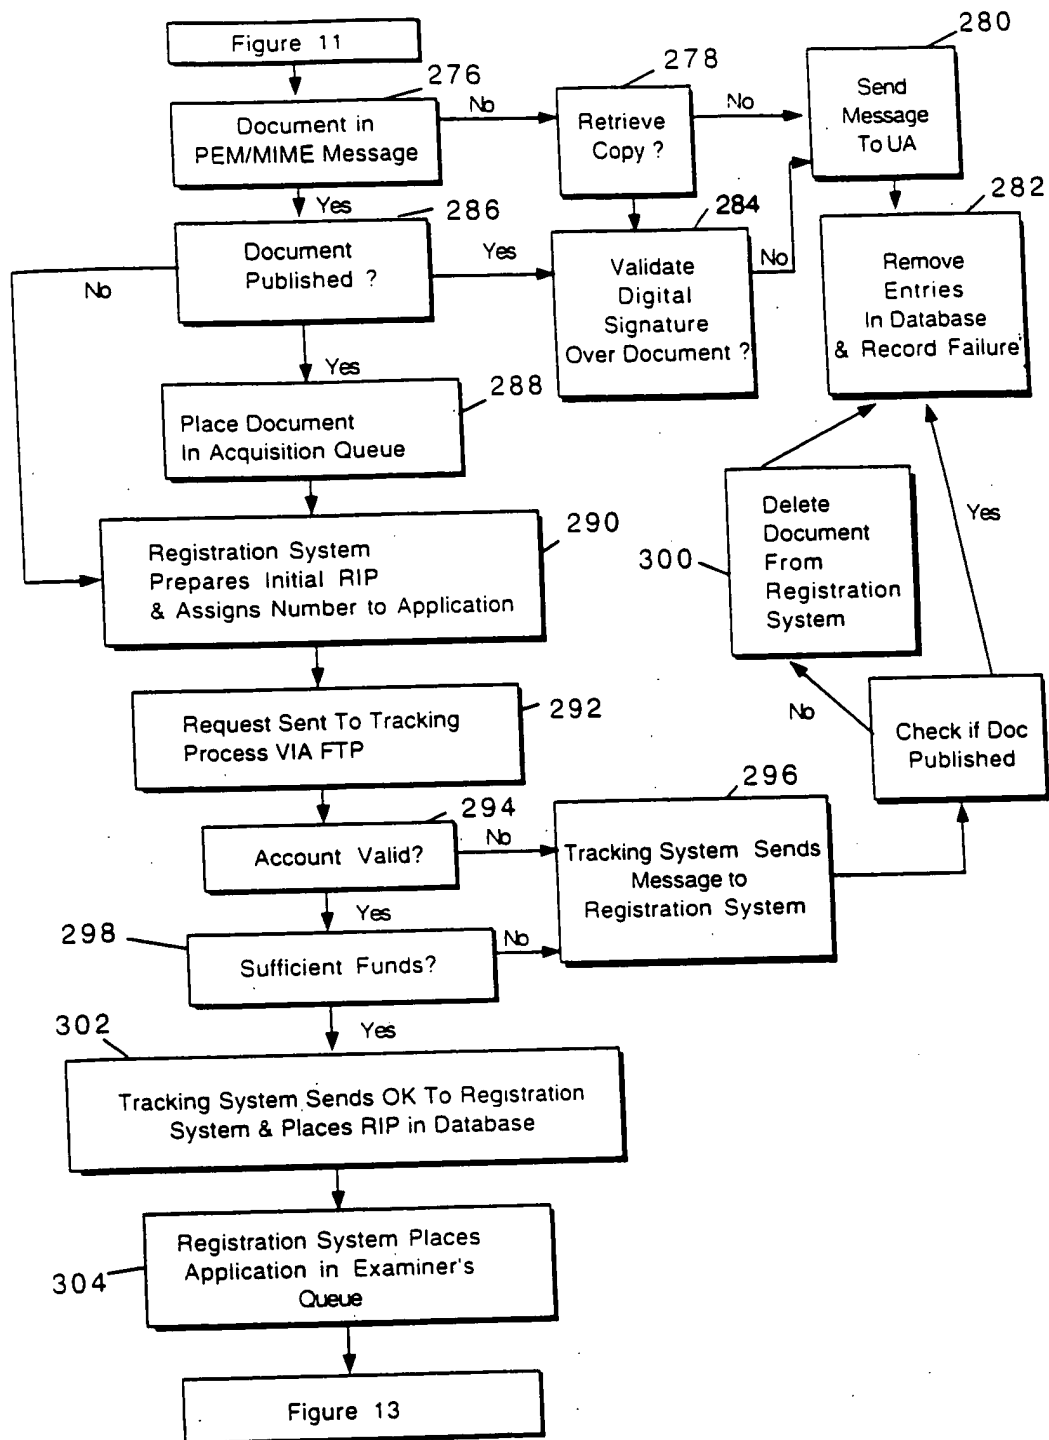 Figure 11
276
Document in
PEM/MIME Message
No
278
Retrieve
Copy ?
No
280
Send
Message
To UA
Yes
286
Document
Published ?
No
Yes
284
Validate
Digital
Signature
Over Document ?
No
282
Remove
Entries
In Database
& Record Failure
Yes
288
Place Document
In Acquisition Queue
290
Registration System
Prepares Initial RIP
& Assigns Number to Application
300
Delete
Document
From
Registration
System
Yes
No
Check if Doc
Published
292
Request Sent To Tracking
Process VIA FTP
294
Account Valid?
No
296
Tracking System Sends
Message to
Registration System
Yes
298
Sufficient Funds?
No
Yes
302
Tracking System Sends OK To Registration
System & Places RIP in Database
304
Registration System Places
Application in Examiner's
Queue
Figure 13